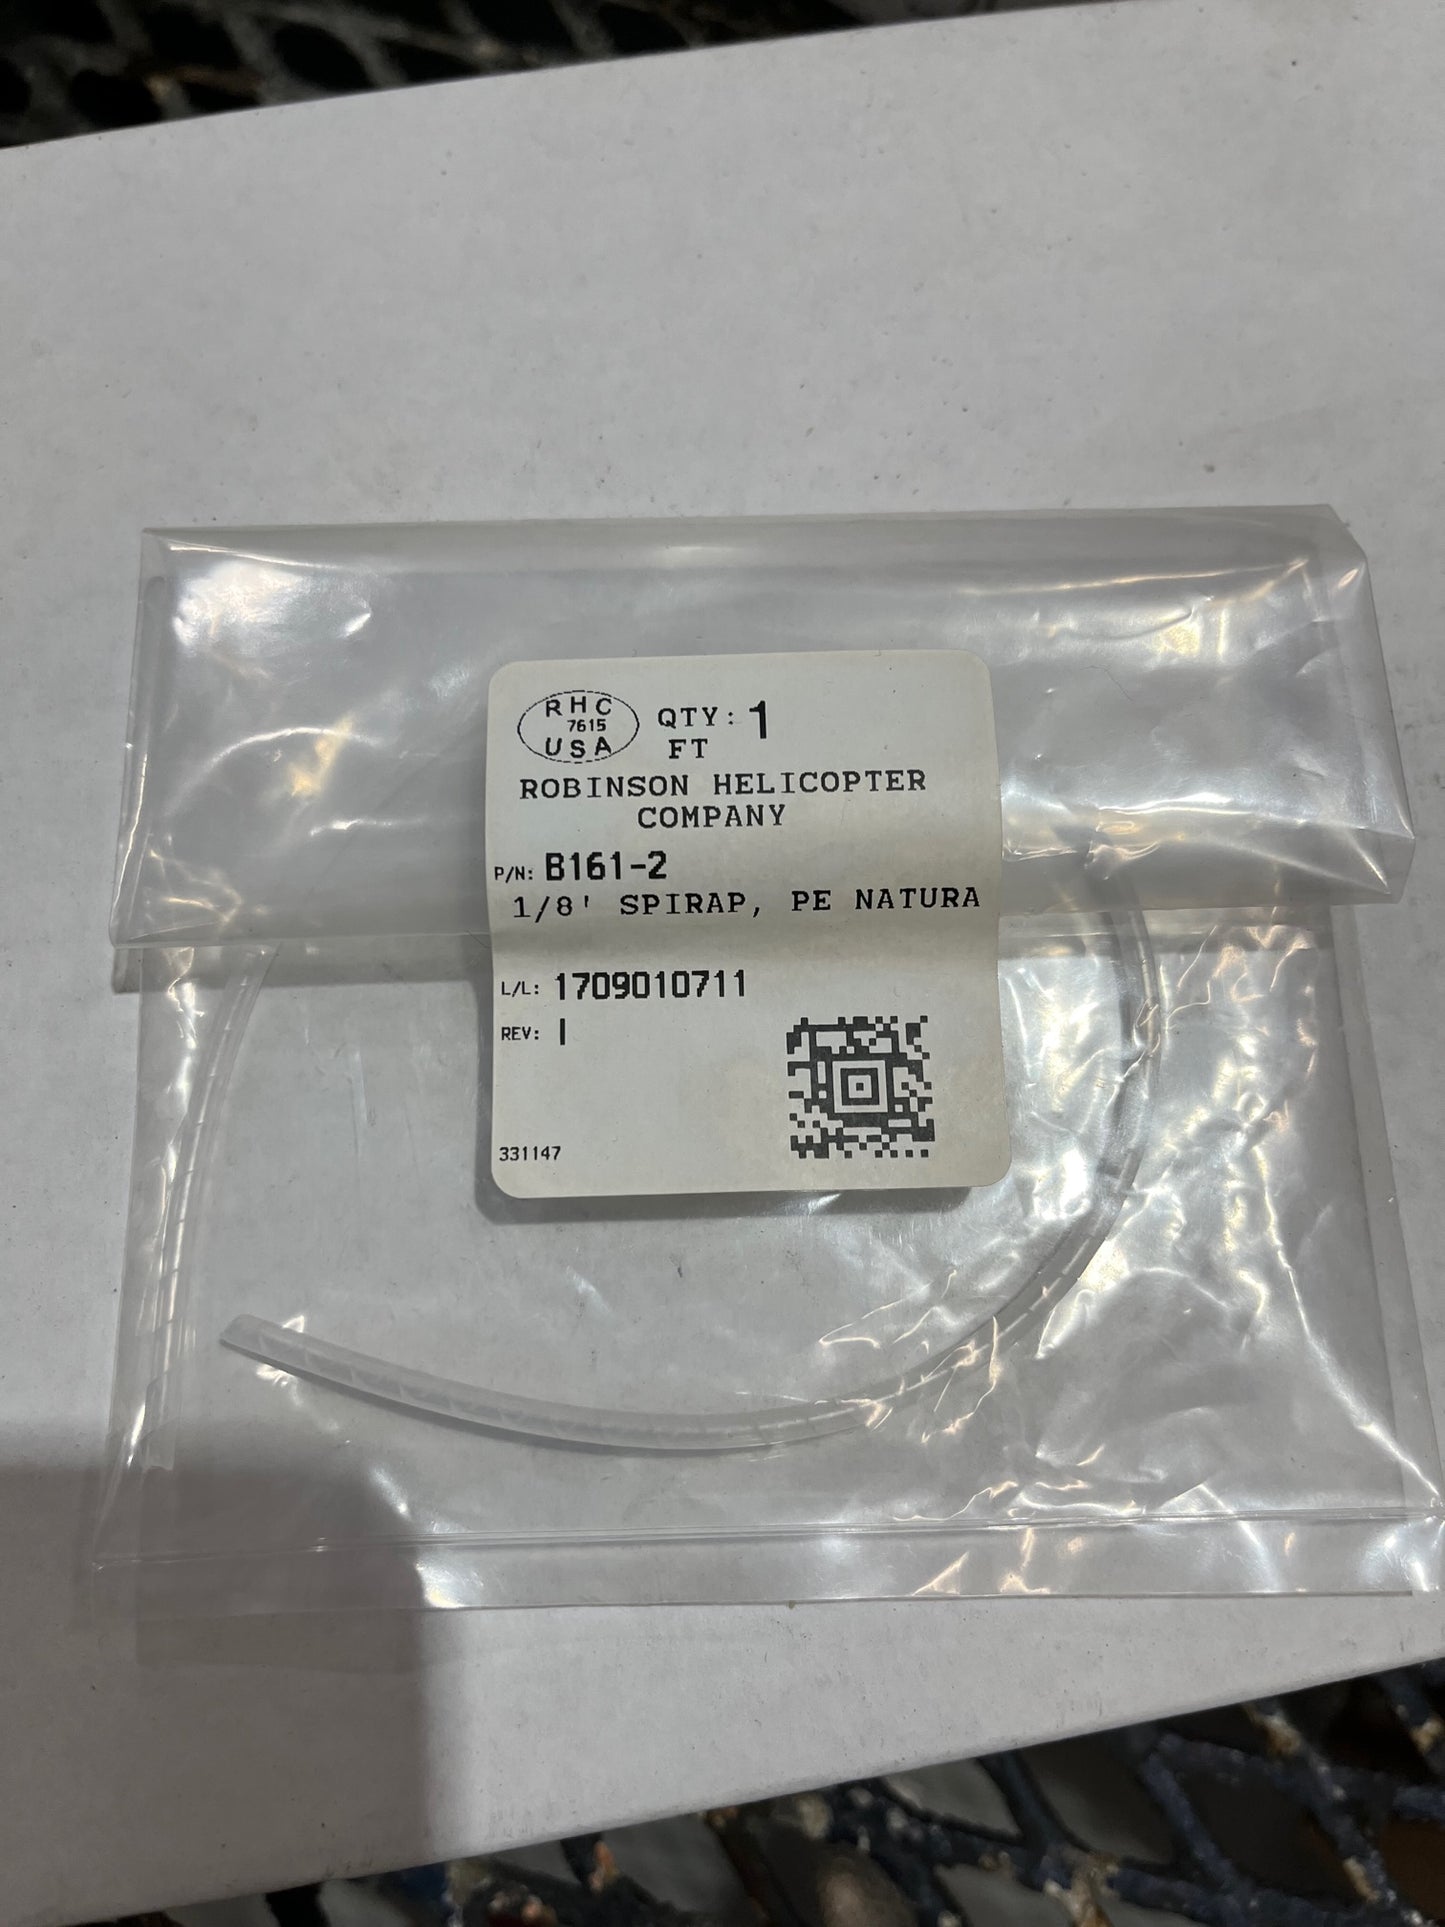 RHC
7615
USA
QTY: 1
FT
ROBINSON HELICOPTER
COMPANY
P/N: B161-2
1/8' SPIRAP, PE NATURA
L/L: 1709010711
REV: I
331147